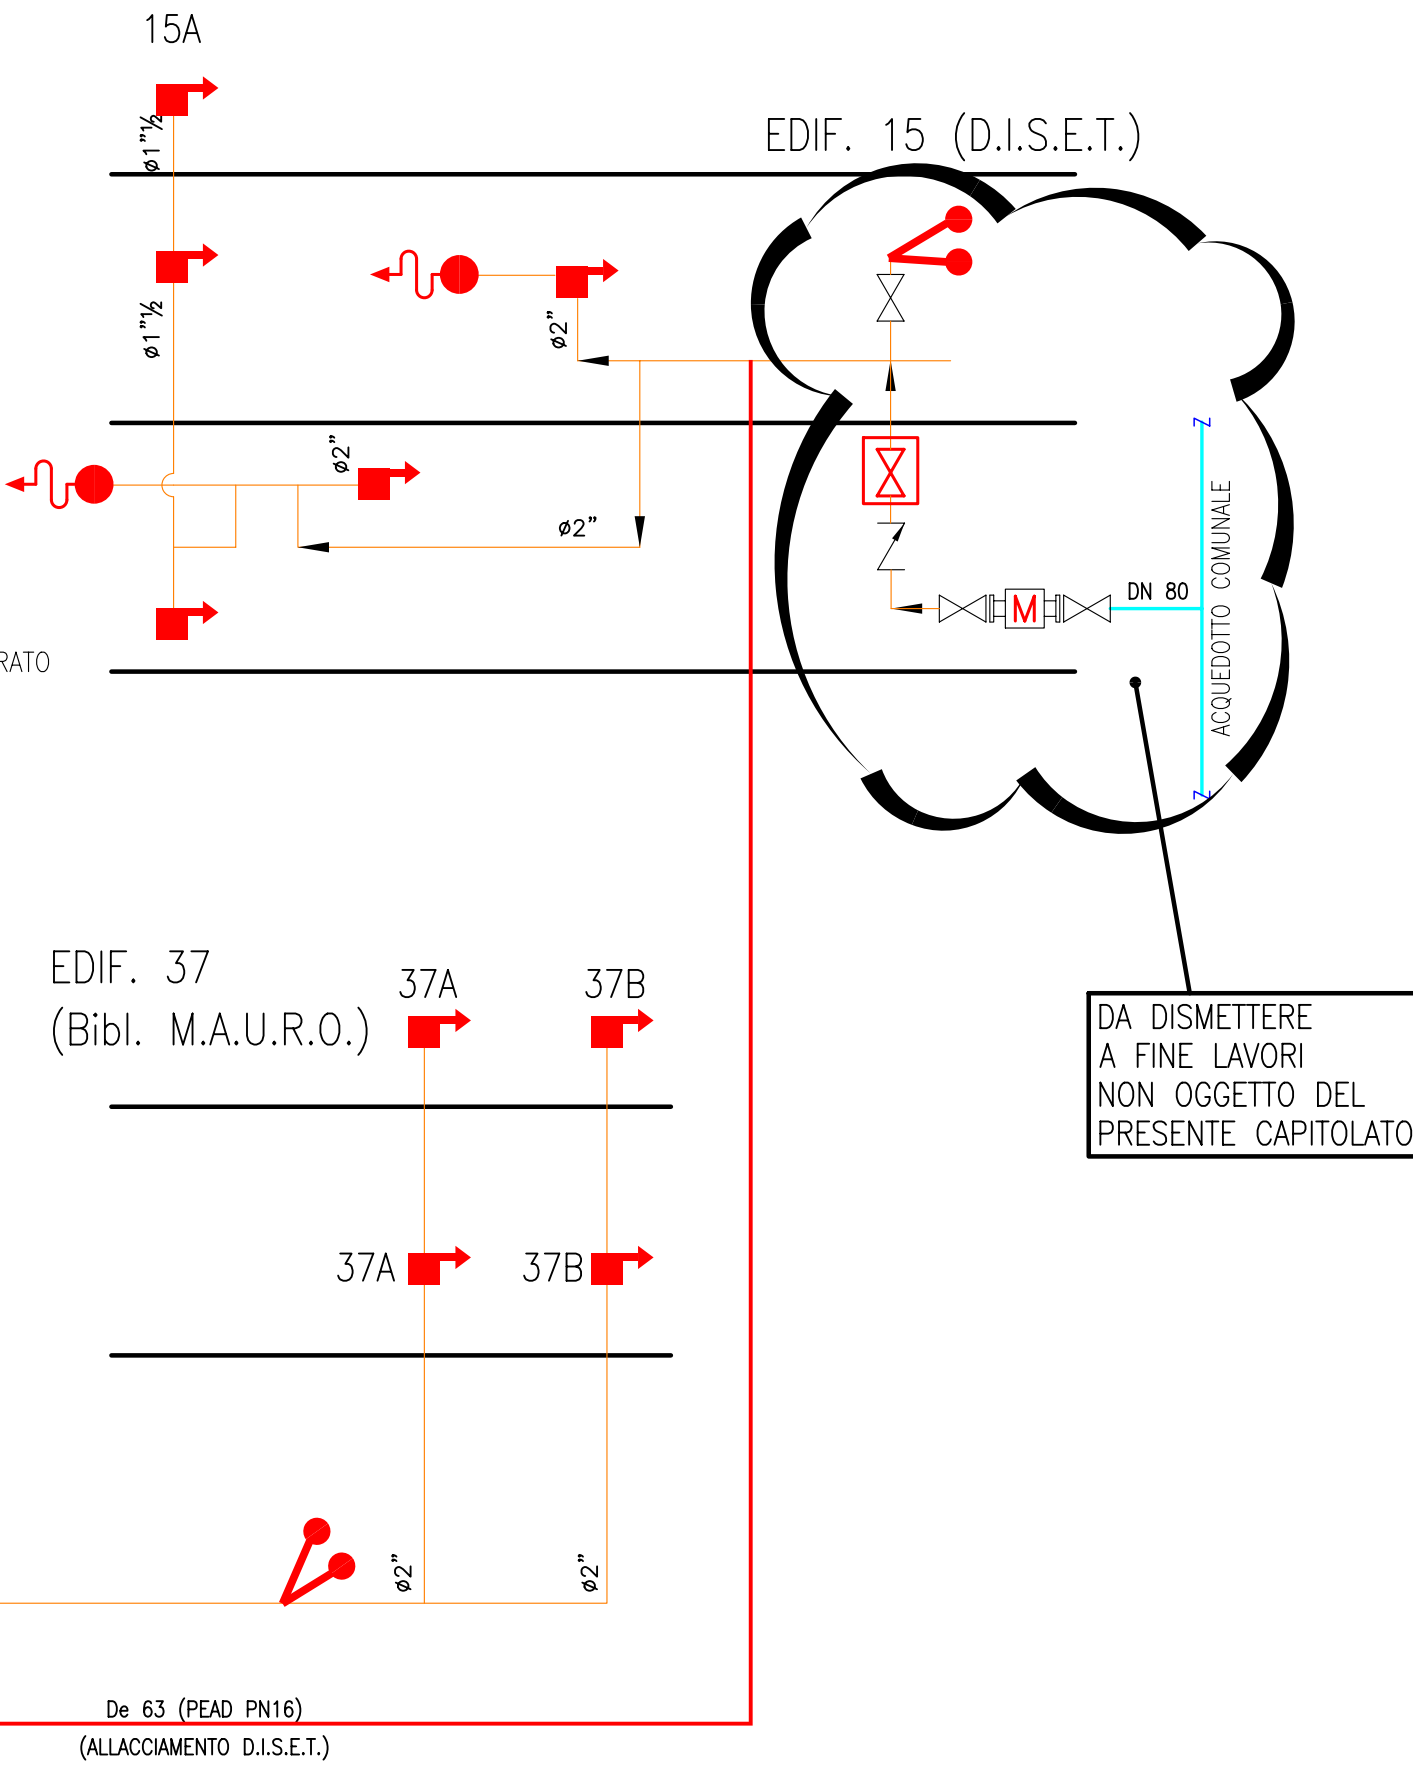 15A
EDIF. 15 (D.I.S.E.T.)
ø1"½
ø1"½
ø2"
ø2"
ø2"
DN 80
M
ACQUEDOTTO COMUNALE
Z
Z
EDIF. 37
(Bibl. M.A.U.R.O.)
37A
37B
DA DISMETTERE
A FINE LAVORI
NON OGGETTO DEL
PRESENTE CAPITOLATO
37A
37B
ø2"
ø2"
De 63 (PEAD PN16)
(ALLACCIAMENTO D.I.S.E.T.)